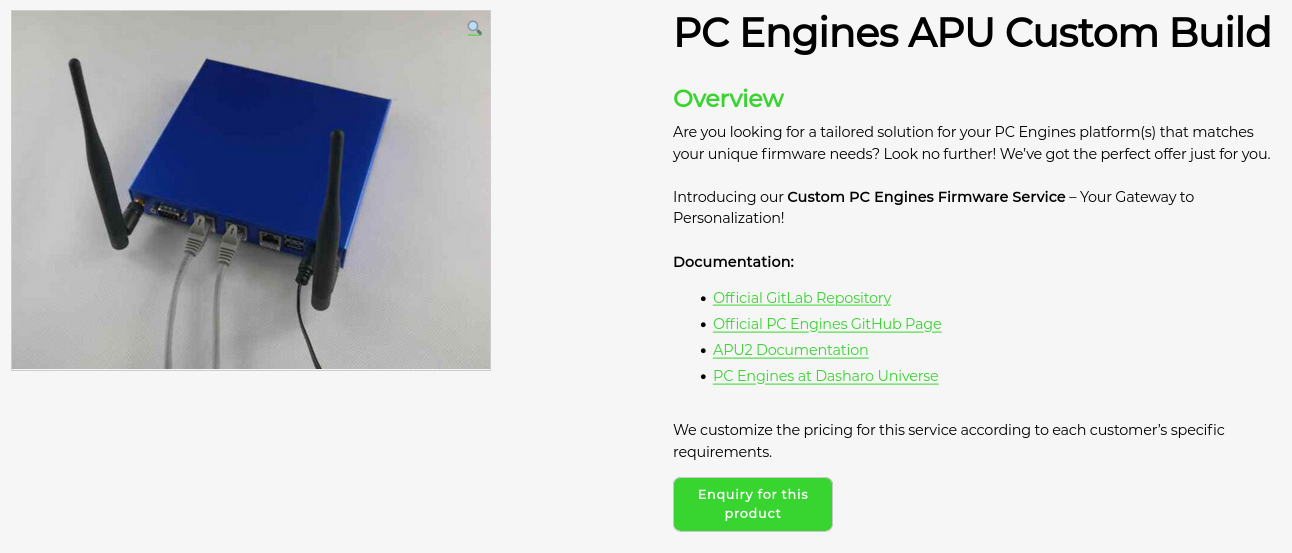 PC Engines APU Custom Build
Overview
Are you looking for a tailored solution for your PC Engines platform(s) that matches
your unique firmware needs? Look no further! We’ve got the perfect offer just for you.
Introducing our Custom PC Engines Firmware Service – Your Gateway to
Personalization!
Documentation:
• Official GitLab Repository
• Official PC Engines GitHub Page
• APU2 Documentation
• PC Engines at Dasharo Universe
We customize the pricing for this service according to each customer’s specific
requirements.
Enquiry for this
product